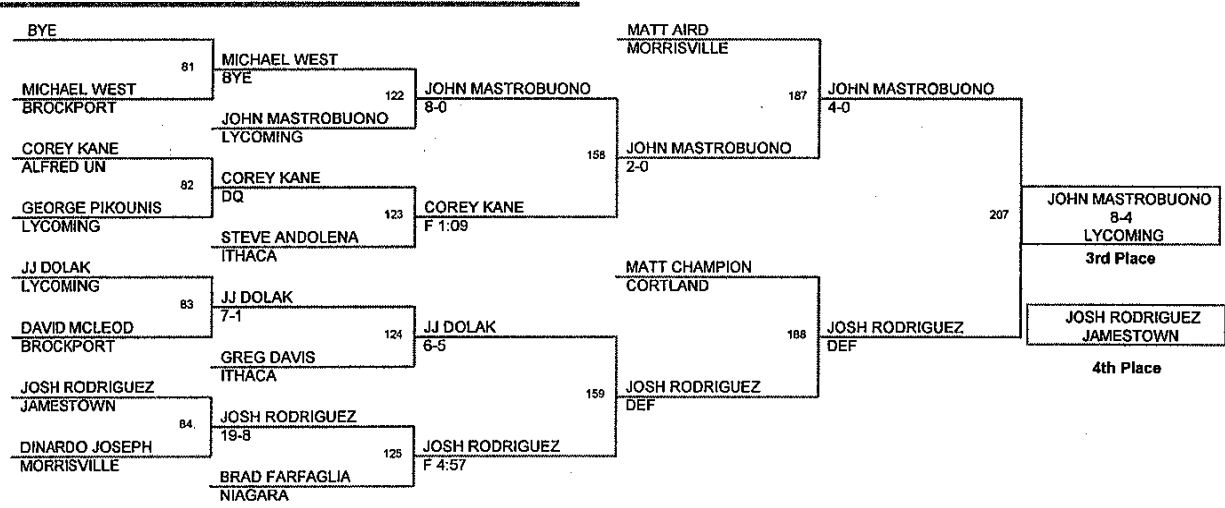 BYE
81
MICHAEL WEST
BROCKPORT
COREY KANE
ALFRED UN
82
GEORGE PIKOUNIS
LYCOMING
JJ DOLAK
LYCOMING
83
DAVID MCLEOD
BROCKPORT
JOSH RODRIGUEZ
JAMESTOWN
84.
DINARDO JOSEPH
MORRISVILLE
MICHAEL WEST
BYE
122
JOHN MASTROBUONO
LYCOMING
COREY KANE
DQ
123
STEVE ANDOLENA
ITHACA
JJ DOLAK
7-1
124
GREG DAVIS
ITHACA
JOSH RODRIGUEZ
19-8
125
BRAD FARFAGLIA
NIAGARA
JOHN MASTROBUONO
8-0
158
COREY KANE
F 1:09
JJ DOLAK
6-5
159
JOSH RODRIGUEZ
F 4:57
MATT AIRD
MORRISVILLE
187
JOHN MASTROBUONO
2-0
MATT CHAMPION
CORTLAND
188
JOSH RODRIGUEZ
DEF
JOHN MASTROBUONO
4-0
207
JOSH RODRIGUEZ
DEF
JOHN MASTROBUONO
8-4
LYCOMING
3rd Place
JOSH RODRIGUEZ
JAMESTOWN
4th Place